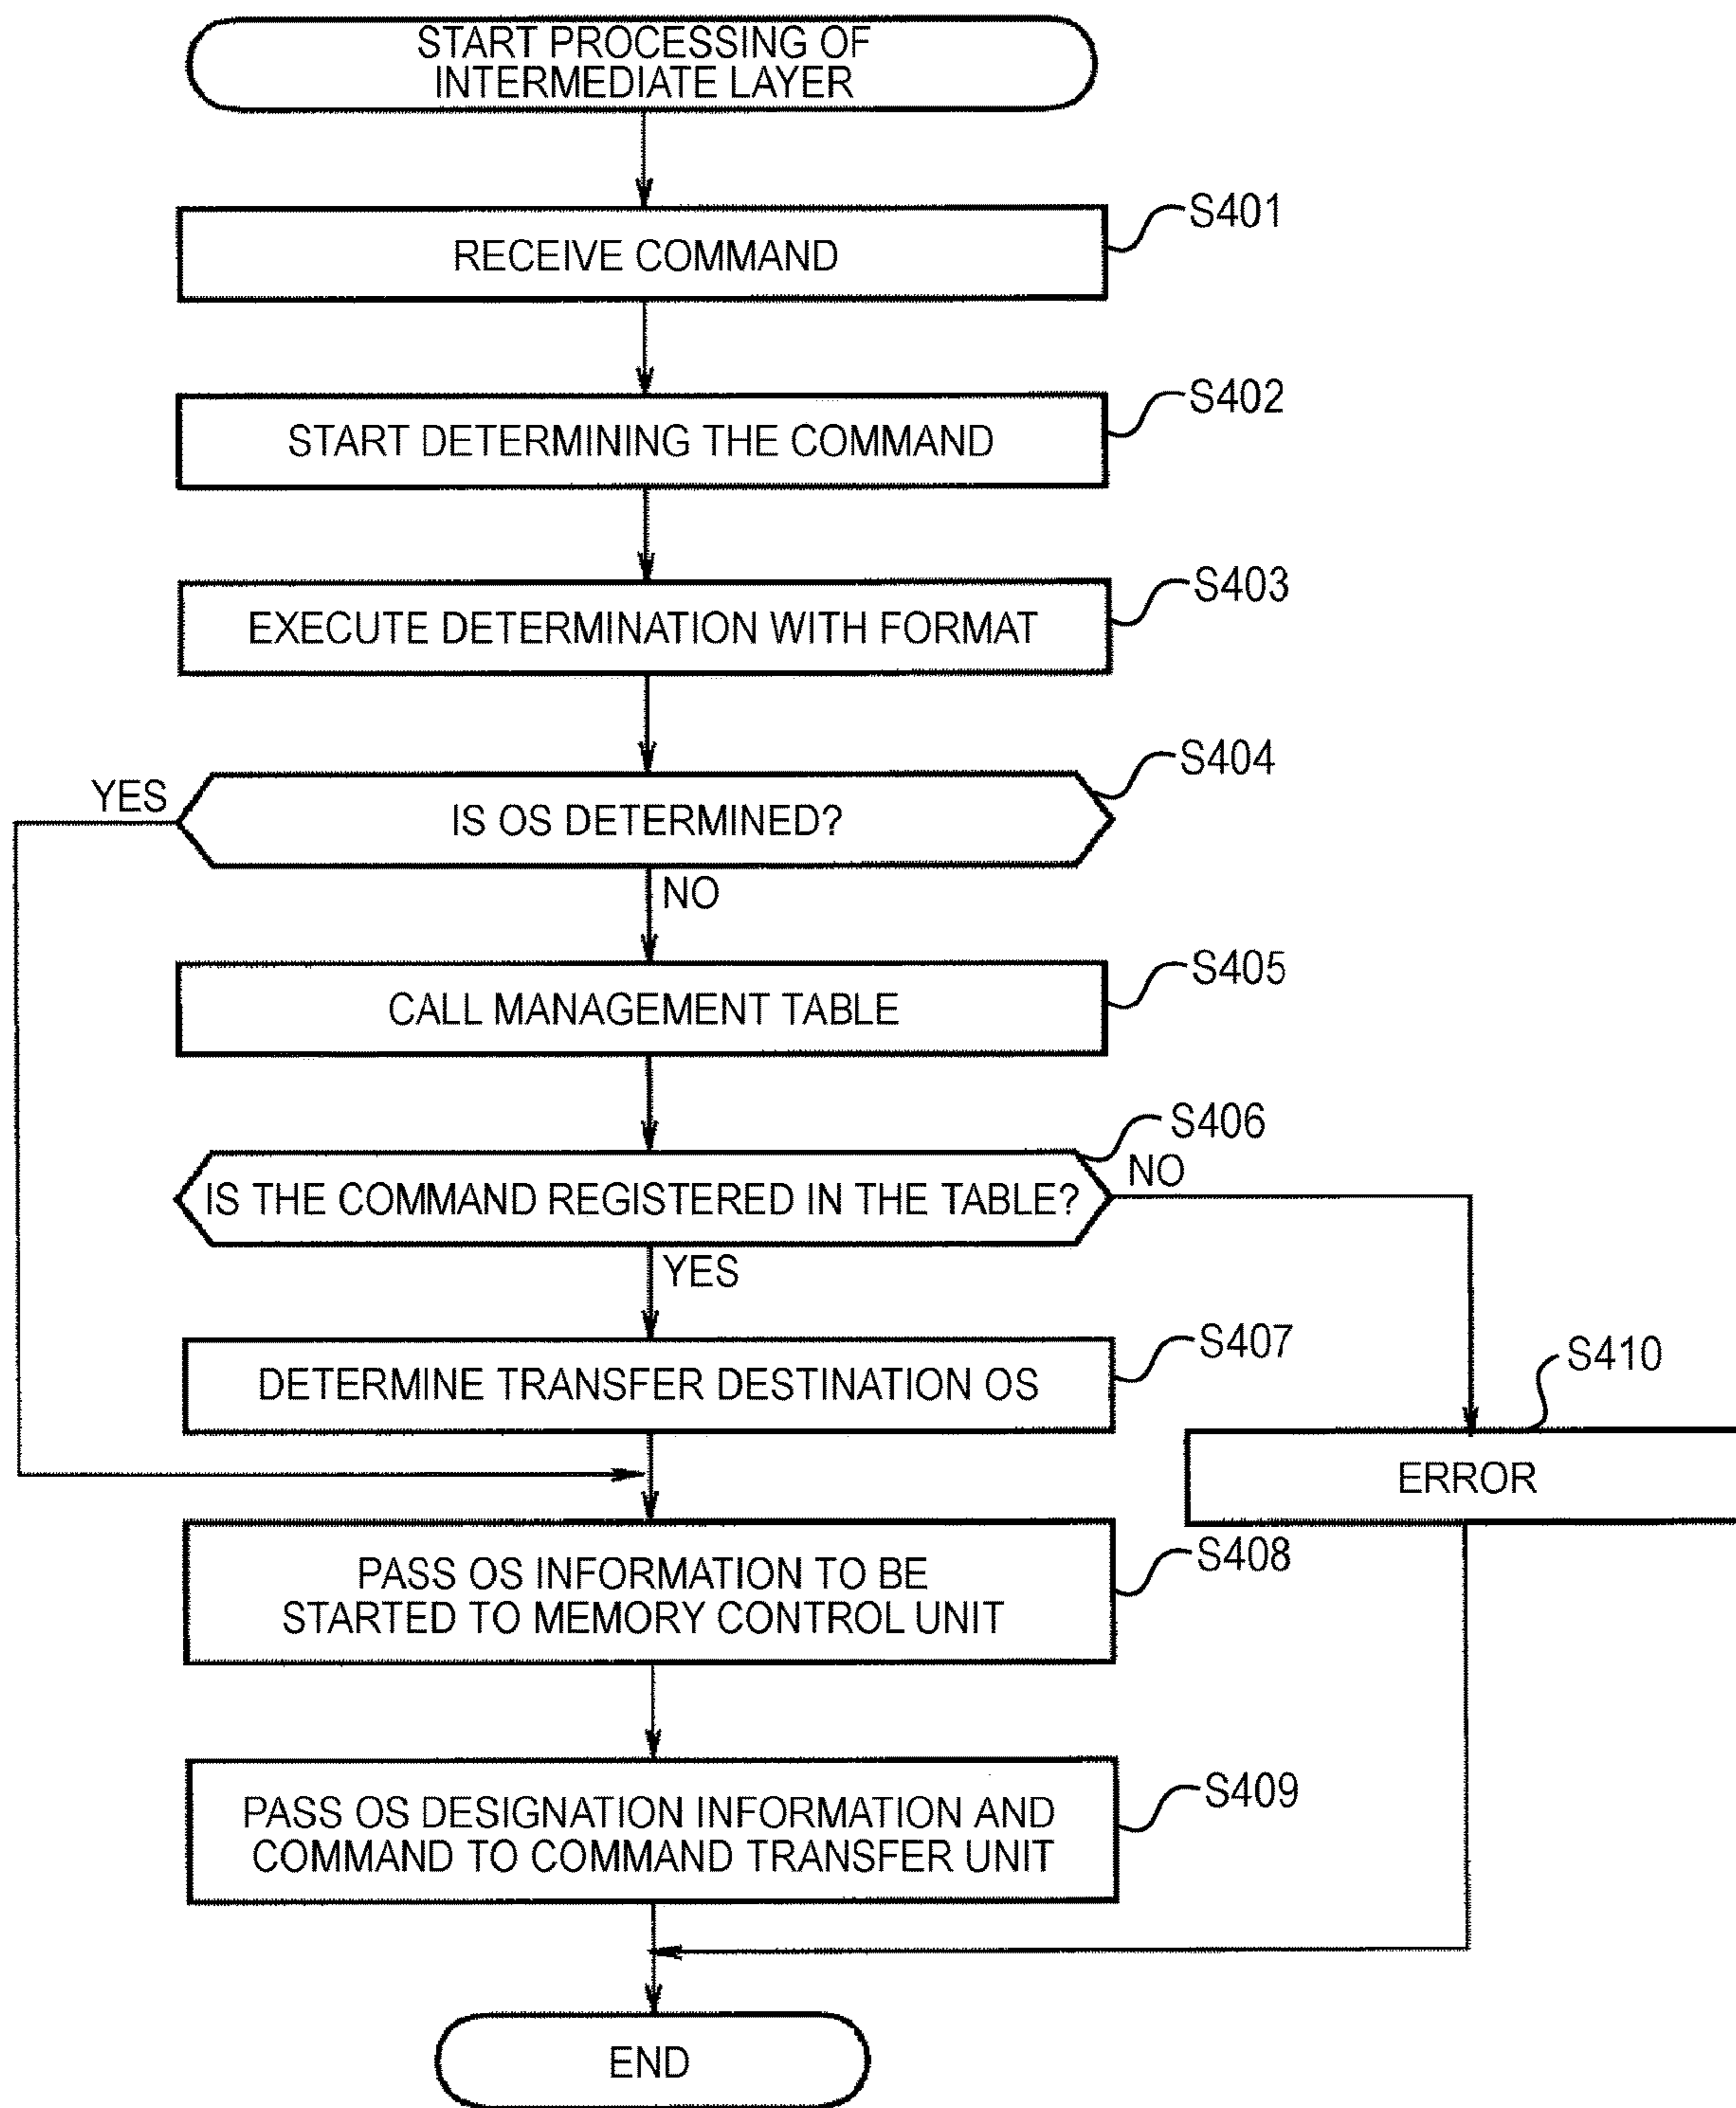 START PROCESSING OF
INTERMEDIATE LAYER
S401
RECEIVE COMMAND
S402
START DETERMINING THE COMMAND
S403
EXECUTE DETERMINATION WITH FORMAT
S404
YES
IS OS DETERMINED?
NO
S405
CALL MANAGEMENT TABLE
S406
NO
IS THE COMMAND REGISTERED IN THE TABLE?
YES
S407
DETERMINE TRANSFER DESTINATION OS
S410
ERROR
S408
PASS OS INFORMATION TO BE
STARTED TO MEMORY CONTROL UNIT
S409
PASS OS DESIGNATION INFORMATION AND
COMMAND TO COMMAND TRANSFER UNIT
END